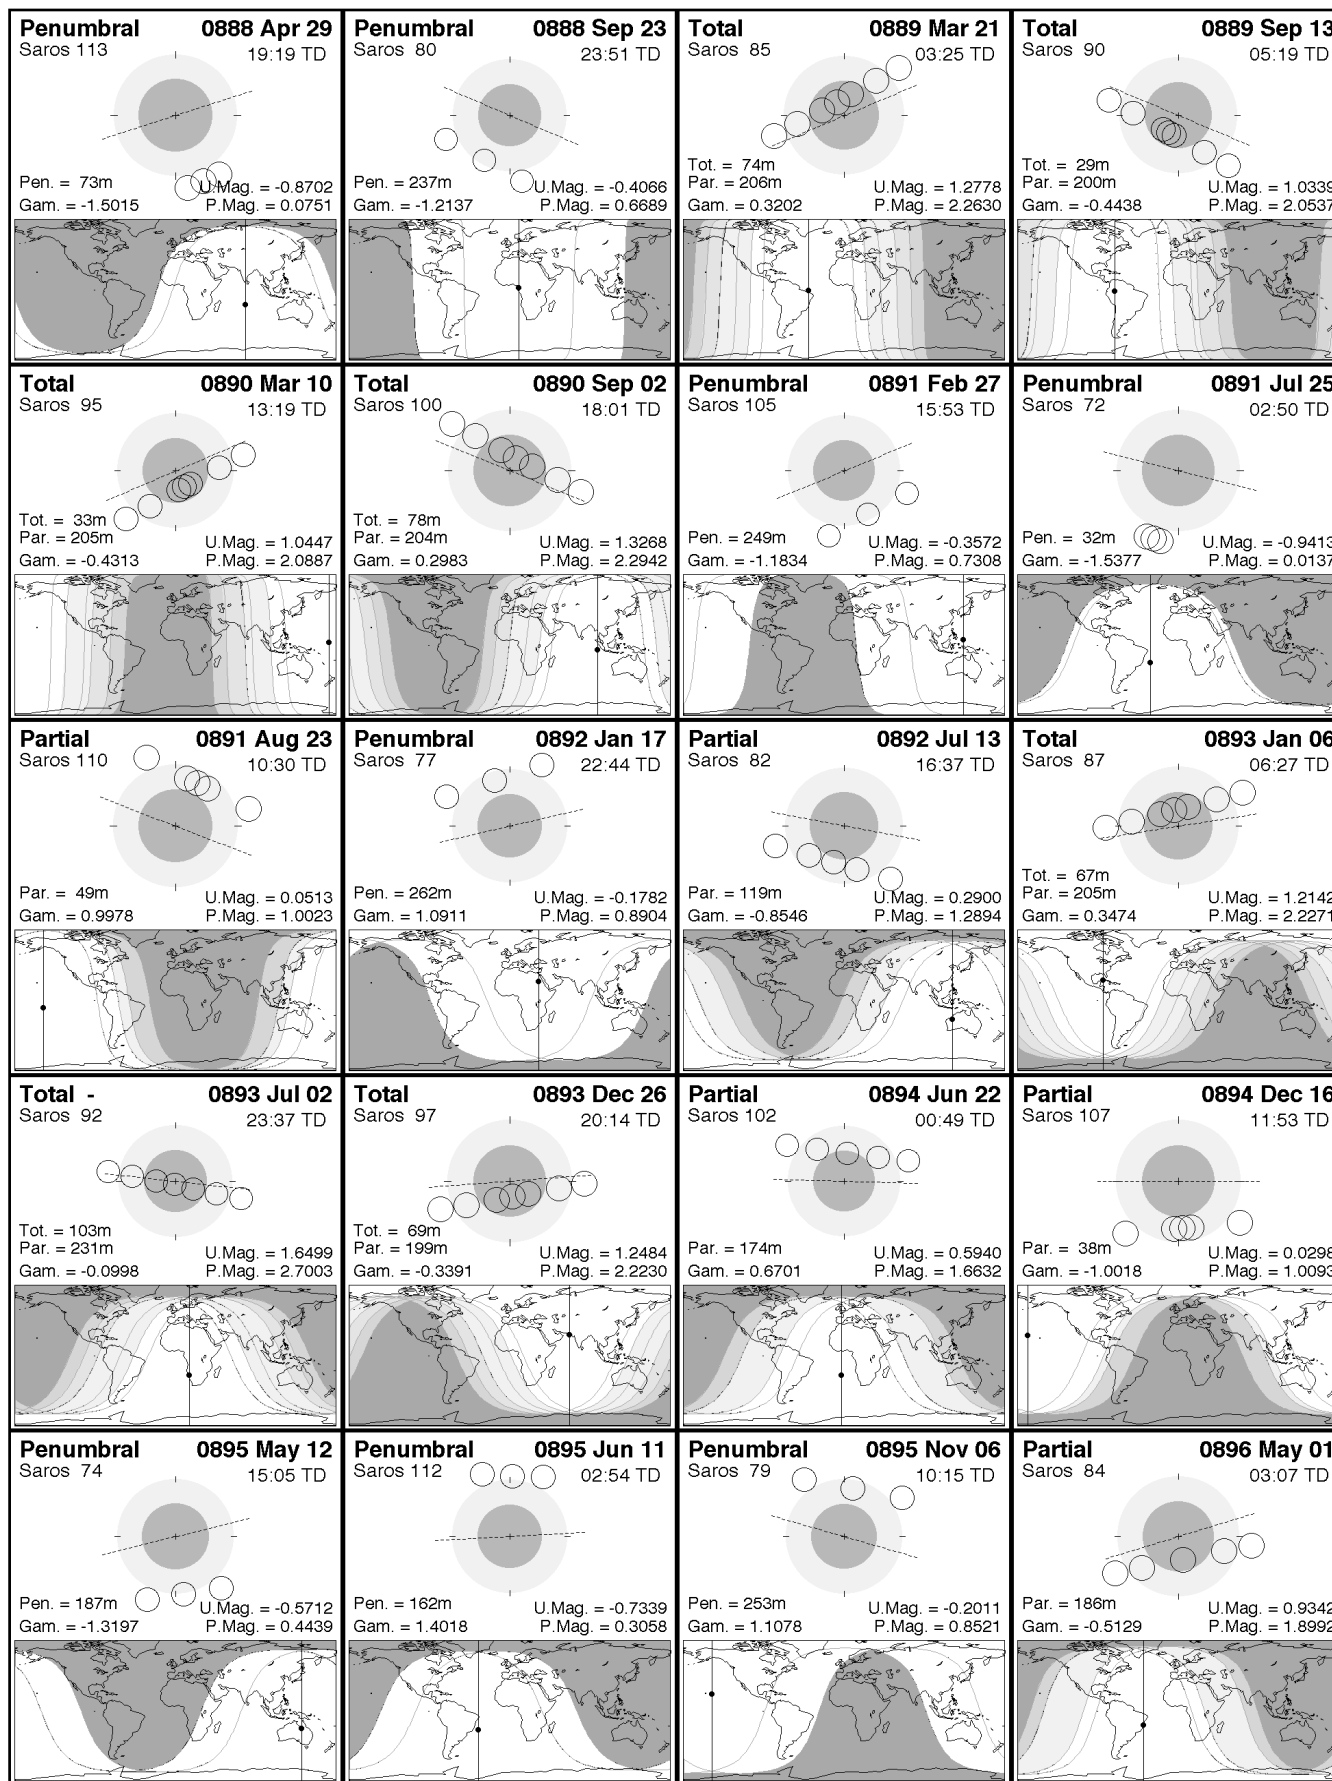 Penumbral 0888 Apr 29
Saros 113 19:19 TD
Pen. = 73m U.Mag. = -0.8702
Gam. = -1.5015 P.Mag. = 0.0751
Penumbral 0888 Sep 23
Saros 80 23:51 TD
Pen. = 237m U.Mag. = -0.4066
Gam. = -1.2137 P.Mag. = 0.6689
Total 0889 Mar 21
Saros 85 03:25 TD
Tot. = 74m
Par. = 206m U.Mag. = 1.2778
Gam. = 0.3202 P.Mag. = 2.2630
Total 0889 Sep 13
Saros 90 05:19 TD
Tot. = 29m
Par. = 200m U.Mag. = 1.0339
Gam. = -0.4438 P.Mag. = 2.0537
Total 0890 Mar 10
Saros 95 13:19 TD
Tot. = 33m
Par. = 205m U.Mag. = 1.0447
Gam. = -0.4313 P.Mag. = 2.0887
Total 0890 Sep 02
Saros 100 18:01 TD
Tot. = 78m
Par. = 204m U.Mag. = 1.3268
Gam. = 0.2983 P.Mag. = 2.2942
Penumbral 0891 Feb 27
Saros 105 15:53 TD
Pen. = 249m U.Mag. = -0.3572
Gam. = -1.1834 P.Mag. = 0.7308
Penumbral 0891 Jul 25
Saros 72 02:50 TD
Pen. = 32m U.Mag. = -0.9413
Gam. = -1.5377 P.Mag. = 0.0137
Partial 0891 Aug 23
Saros 110 10:30 TD
Par. = 49m U.Mag. = 0.0513
Gam. = 0.9978 P.Mag. = 1.0023
Penumbral 0892 Jan 17
Saros 77 22:44 TD
Pen. = 262m U.Mag. = -0.1782
Gam. = 1.0911 P.Mag. = 0.8904
Partial 0892 Jul 13
Saros 82 16:37 TD
Par. = 119m U.Mag. = 0.2900
Gam. = -0.8546 P.Mag. = 1.2894
Total 0893 Jan 06
Saros 87 06:27 TD
Tot. = 67m
Par. = 205m U.Mag. = 1.2142
Gam. = 0.3474 P.Mag. = 2.2271
Total - 0893 Jul 02
Saros 92 23:37 TD
Tot. = 103m
Par. = 231m U.Mag. = 1.6499
Gam. = -0.0998 P.Mag. = 2.7003
Total 0893 Dec 26
Saros 97 20:14 TD
Tot. = 69m
Par. = 199m U.Mag. = 1.2484
Gam. = -0.3391 P.Mag. = 2.2230
Partial 0894 Jun 22
Saros 102 00:49 TD
Par. = 174m U.Mag. = 0.5940
Gam. = 0.6701 P.Mag. = 1.6632
Partial 0894 Dec 16
Saros 107 11:53 TD
Par. = 38m U.Mag. = 0.0298
Gam. = -1.0018 P.Mag. = 1.0093
Penumbral 0895 May 12
Saros 74 15:05 TD
Pen. = 187m U.Mag. = -0.5712
Gam. = -1.3197 P.Mag. = 0.4439
Penumbral 0895 Jun 11
Saros 112 02:54 TD
Pen. = 162m U.Mag. = -0.7339
Gam. = 1.4018 P.Mag. = 0.3058
Penumbral 0895 Nov 06
Saros 79 10:15 TD
Pen. = 253m U.Mag. = -0.2011
Gam. = 1.1078 P.Mag. = 0.8521
Partial 0896 May 01
Saros 84 03:07 TD
Par. = 186m U.Mag. = 0.9342
Gam. = -0.5129 P.Mag. = 1.8992